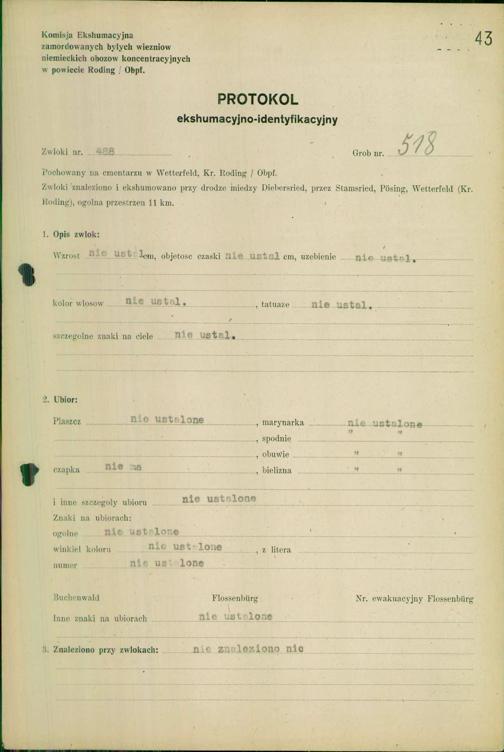 43
Komisja Ekshumacyjna
zamordowanych byłych wiezniow
niemieckich obozow koncentracyjnych
w powiecie Roding / Obpf.
PROTOKOL
ekshumacyjno-identyfikacyjny
Zwloki nr. 488 Grob nr. 518
Pochowany na cmentarzu w Wetterfeld, Kr. Roding / Obpf.
Zwloki znaleziono i ekshumowano przy drodze miedzy Diebersried, przez Stamsried, Pösing, Wetterfeld (Kr.
Roding), ogolna przestrzen 11 km.
1. Opis zwlok:
Wzrost nie ustal cm, objetosc czaski nie ustal cm, uzebienie nie ustal.
kolor wlosow nie ustal. , tatuaze nie ustal.
szczegolne znaki na ciele nie ustal.
2. Ubior:
Plaszcz nie ustalone , marynarka nie ustalone
, spodnie " "
, obuwie " "
czapka nie ma , bielizna " "
i inne szczegoly ubioru nie ustalone
Znaki na ubiorach:
ogolne nie ustalone
winkiel koloru nie ustalone , z litera
numer nie ustalone
Buchenwald Flossenbürg Nr. ewakuacyjny Flossenbürg
Inne znaki na ubiorach nie ustalone
3. Znaleziono przy zwlokach: nie znaleziono nic